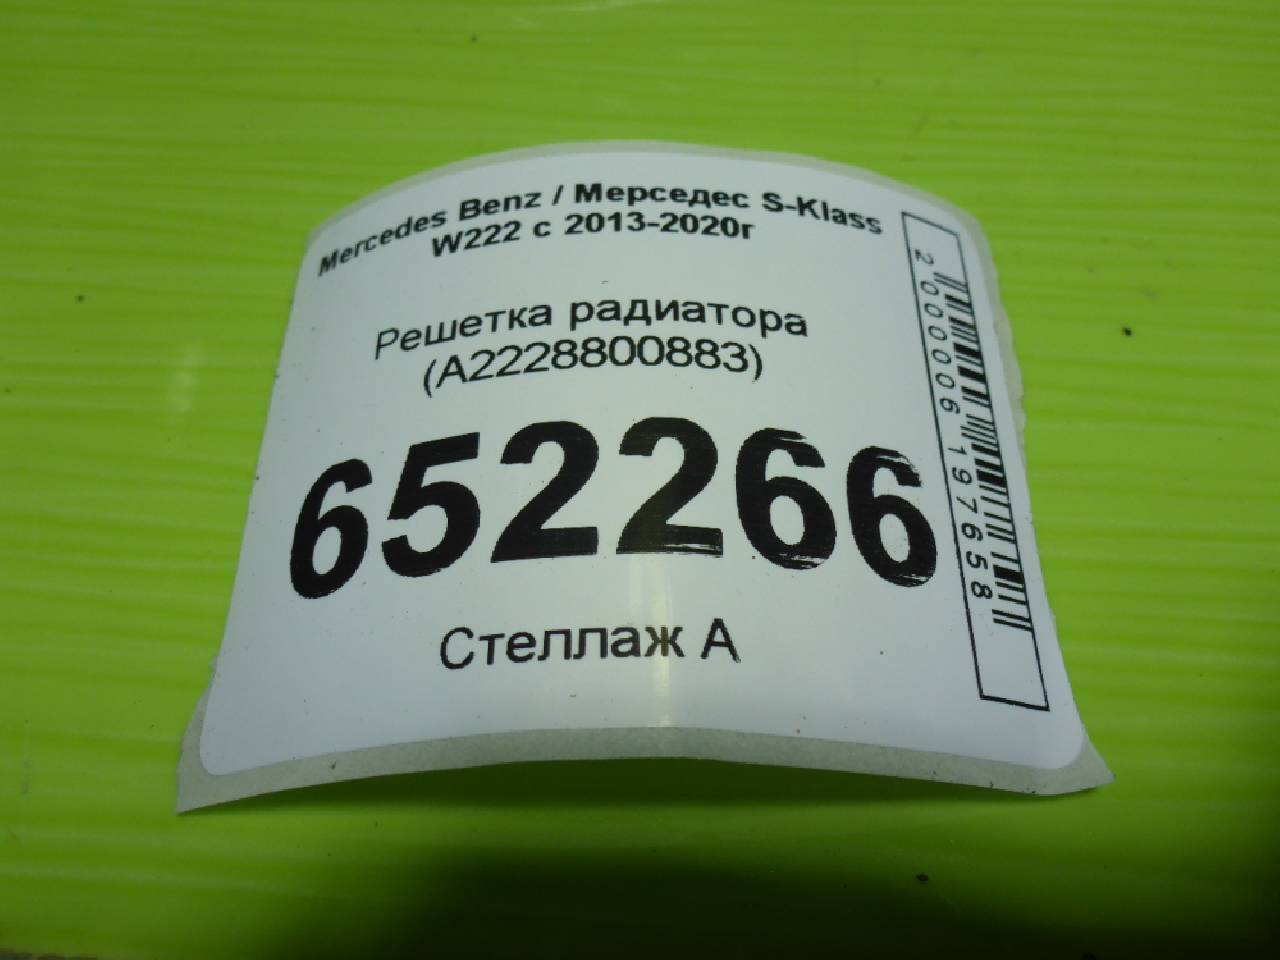 Mercedes Benz / Мерседес S-Klass
W222 с 2013-2020г
Решетка радиатора
(A2228800883)
652266
Стеллаж А
2000006197658